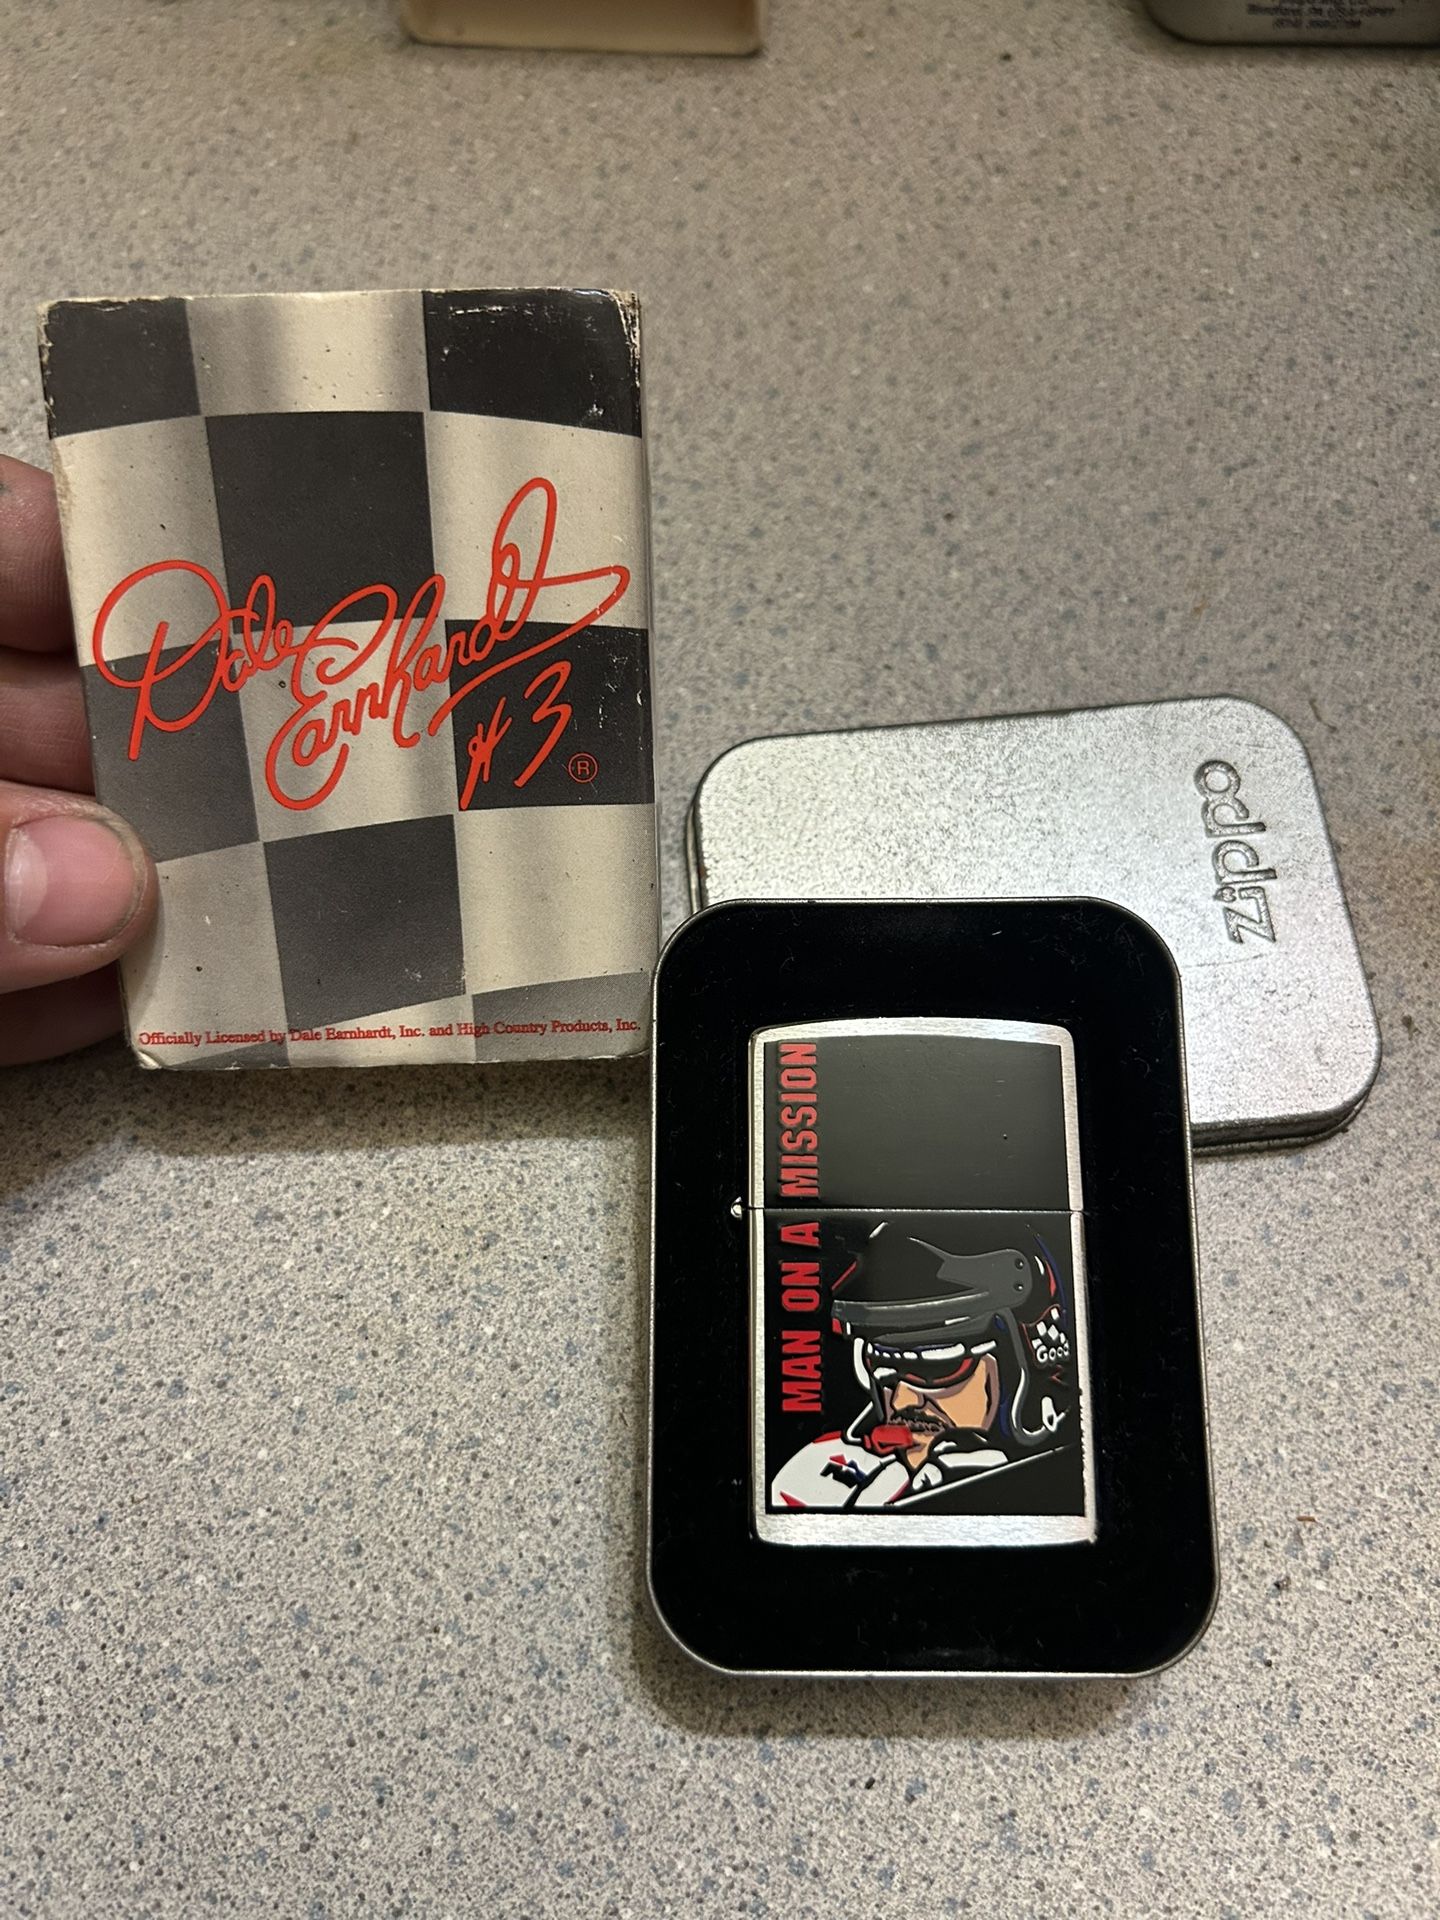 Dale Earnhardt
#3 ®
Officially Licensed by Dale Earnhardt, Inc. and High Country Products, Inc.
zippo
MAN ON A MISSION
Good